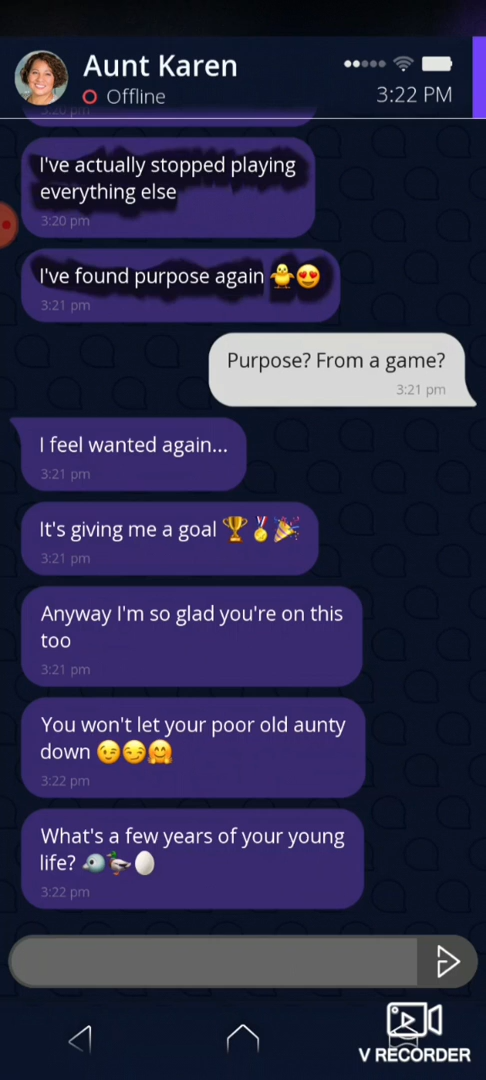 Aunt Karen
Offline
3:22 PM
3:20 pm
I've actually stopped playing
everything else
3:20 pm
I've found purpose again 🐥😍
3:21 pm
Purpose? From a game?
3:21 pm
I feel wanted again...
3:21 pm
It's giving me a goal 🏆🏅🎉
3:21 pm
Anyway I'm so glad you're on this
too
3:21 pm
You won't let your poor old aunty
down 😉😏🤗
3:22 pm
What's a few years of your young
life? 🐦🦆🥚
3:22 pm
V RECORDER